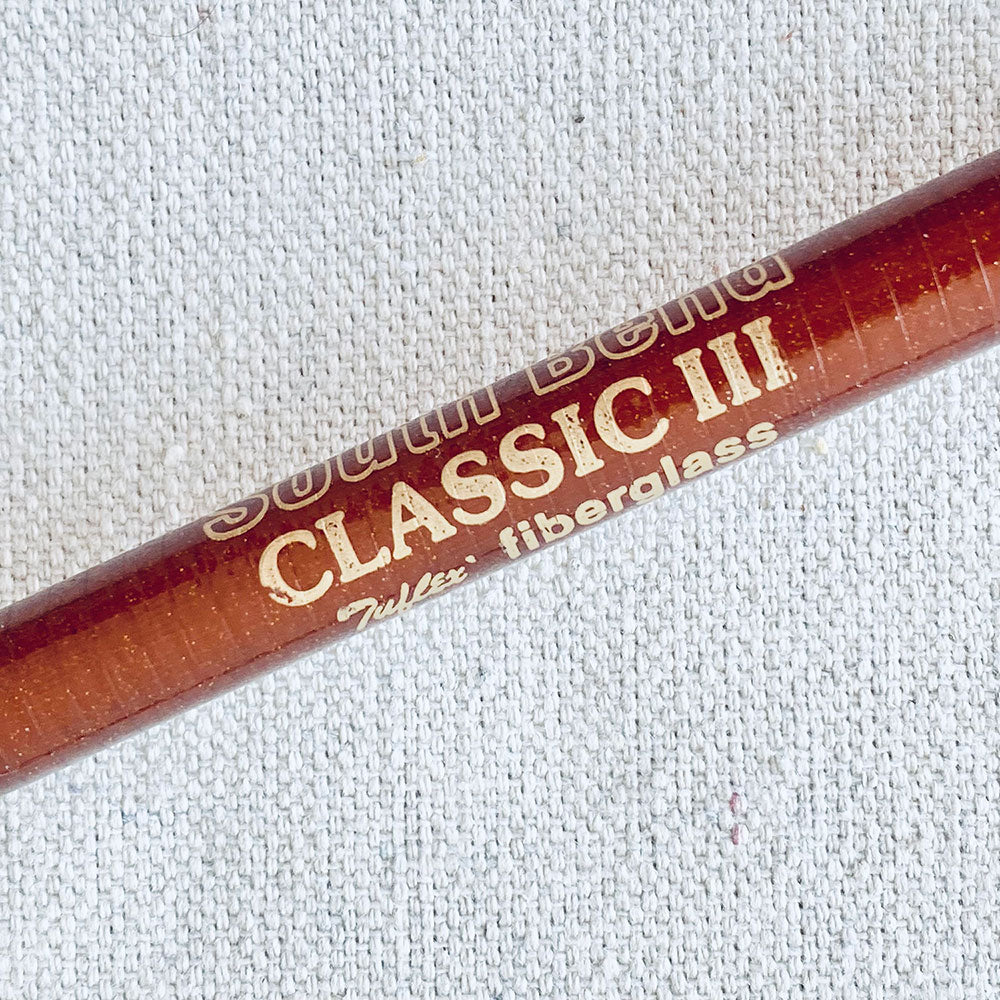 South Bend
CLASSIC III
"Tuflex" fiberglass